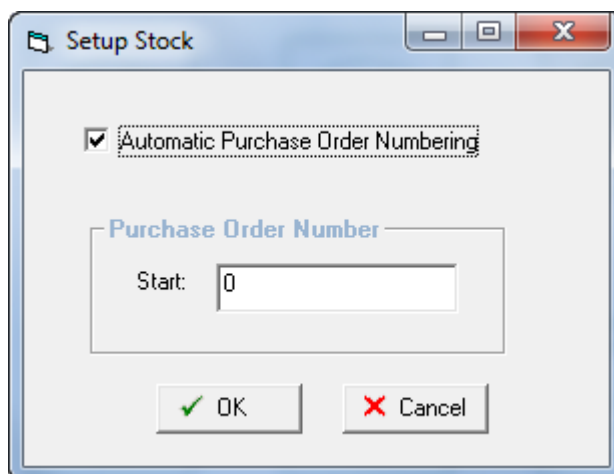 Setup Stock
Automatic Purchase Order Numbering
Purchase Order Number
Start: 0
OK Cancel